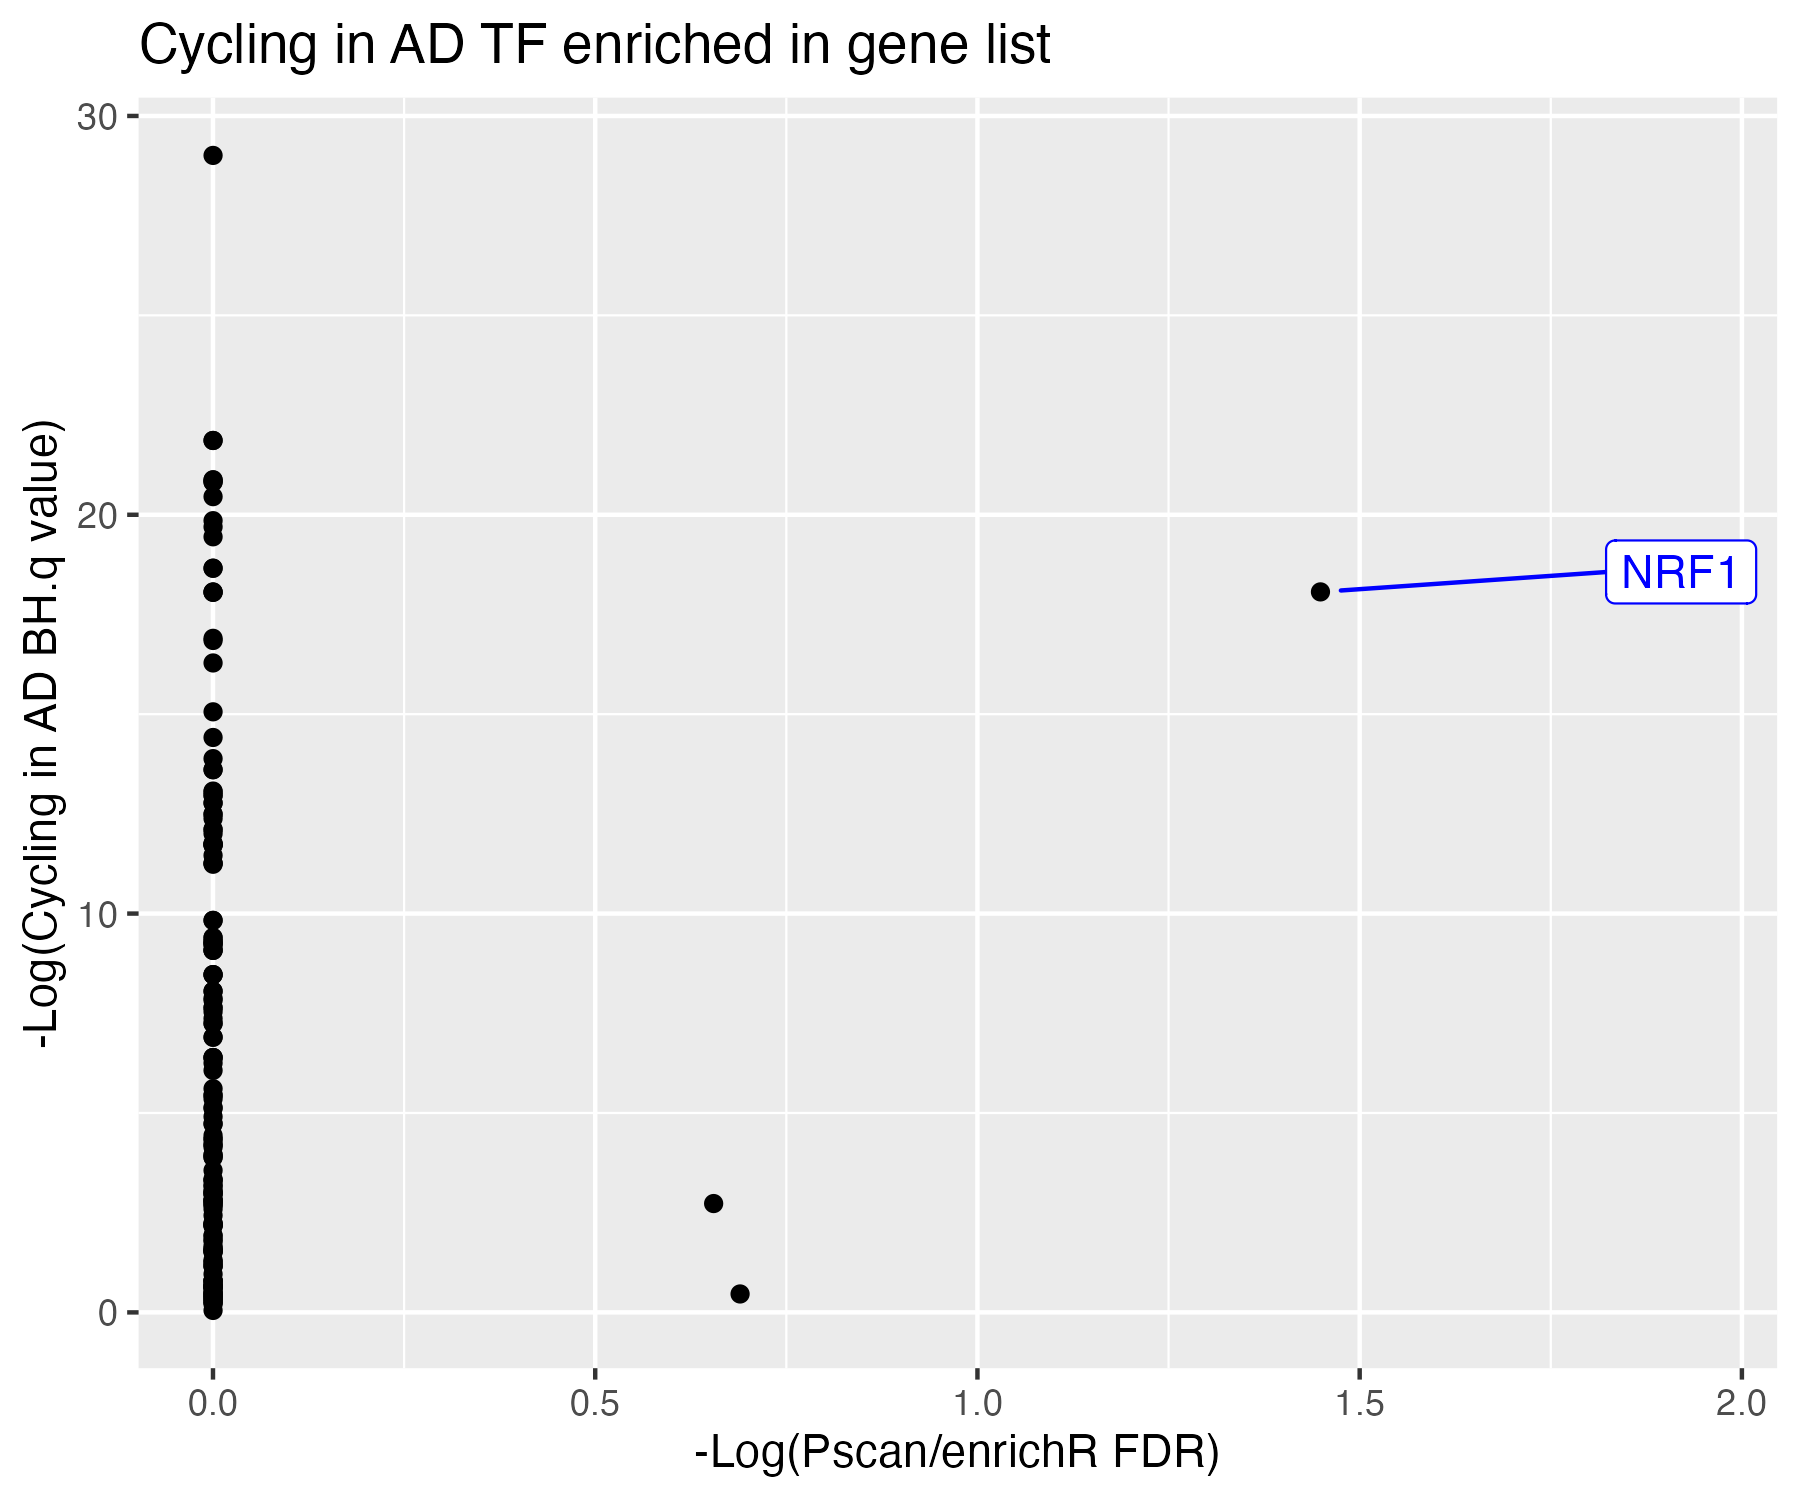 Cycling in AD TF enriched in gene list
30
20
10
0
-Log(Cycling in AD BH.q value)
NRF1
0.0 0.5 1.0 1.5 2.0
-Log(Pscan/enrichR FDR)